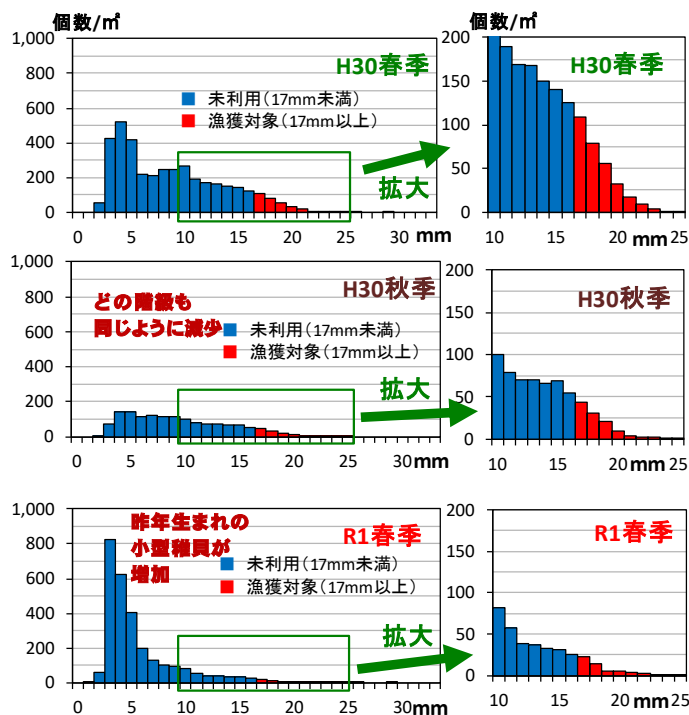 個数/㎡
1,000
800
600
400
200
0
H30春季
未利用（17mm未満）
漁獲対象（17mm以上）
拡大
0 5 10 15 20 25 30 mm
個数/㎡
200
150
100
50
0
H30春季
10 15 20 25 mm
1,000
800
600
400
200
0
H30秋季
どの階級も
同じように減少
未利用（17mm未満）
漁獲対象（17mm以上）
拡大
0 5 10 15 20 25 30 mm
200
150
100
50
0
H30秋季
10 15 20 25 mm
1,000
800
600
400
200
0
昨年生まれの
小型稚貝が
増加
R1春季
未利用（17mm未満）
漁獲対象（17mm以上）
拡大
0 5 10 15 20 25 30 mm
200
150
100
50
0
R1春季
10 15 20 25 mm